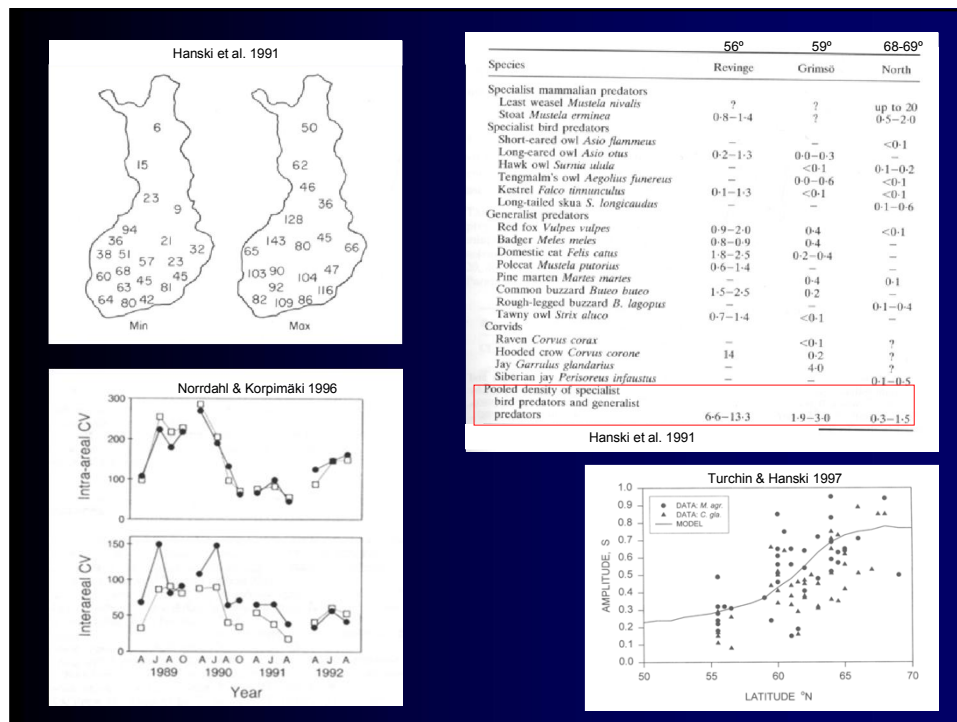 Hanski et al. 1991
6
15
23
9
94
36
21
32
38 51
57 23
68
60
45 45
63
81
64 80 42
Min
50
62
46
36
128
143
45
65
80
66
103 90
47
92
104
116
82 109 86
Max
56º 59º 68-69º
Species Revinge Grimsö North
Specialist mammalian predators
Least weasel Mustela nivalis ? ? up to 20
Stoat Mustela erminea 0·8–1·4 ? 0·5–2·0
Specialist bird predators
Short-eared owl Asio flammeus – – <0·1
Long-eared owl Asio otus 0·2–1·3 0·0–0·3 –
Hawk owl Surnia ulula – <0·1 0·1–0·2
Tengmalm's owl Aegolius funereus – 0·0–0·6 <0·1
Kestrel Falco tinnunculus 0·1–1·3 <0·1 <0·1
Long-tailed skua S. longicaudus – – 0·1–0·6
Generalist predators
Red fox Vulpes vulpes 0·9–2·0 0·4 <0·1
Badger Meles meles 0·8–0·9 0·4 –
Domestic cat Felis catus 1·8–2·5 0·2–0·4 –
Polecat Mustela putorius 0·6–1·4 – –
Pine marten Martes martes – 0·4 0·1
Common buzzard Buteo buteo 1·5–2·5 0·2 –
Rough-legged buzzard B. lagopus – – 0·1–0·4
Tawny owl Strix aluco 0·7–1·4 <0·1 –
Corvids
Raven Corvus corax – <0·1 ?
Hooded crow Corvus corone 14 0·2 ?
Jay Garrulus glandarius – 4·0 ?
Siberian jay Perisoreus infaustus – – 0·1–0·5
Pooled density of specialist
bird predators and generalist
predators 6·6–13·3 1·9–3·0 0·3–1·5
Hanski et al. 1991
Norrdahl & Korpimäki 1996
Intra-areal CV
300
200
100
0
Interareal CV
150
100
50
0
A J A O A J A O A J A A J A
1989 1990 1991 1992
Year
Turchin & Hanski 1997
AMPLITUDE, S
1.0
0.9
0.8
0.7
0.6
0.5
0.4
0.3
0.2
0.1
0.0
DATA: M. agr.
DATA: C. gla.
MODEL
50 55 60 65 70
LATITUDE °N